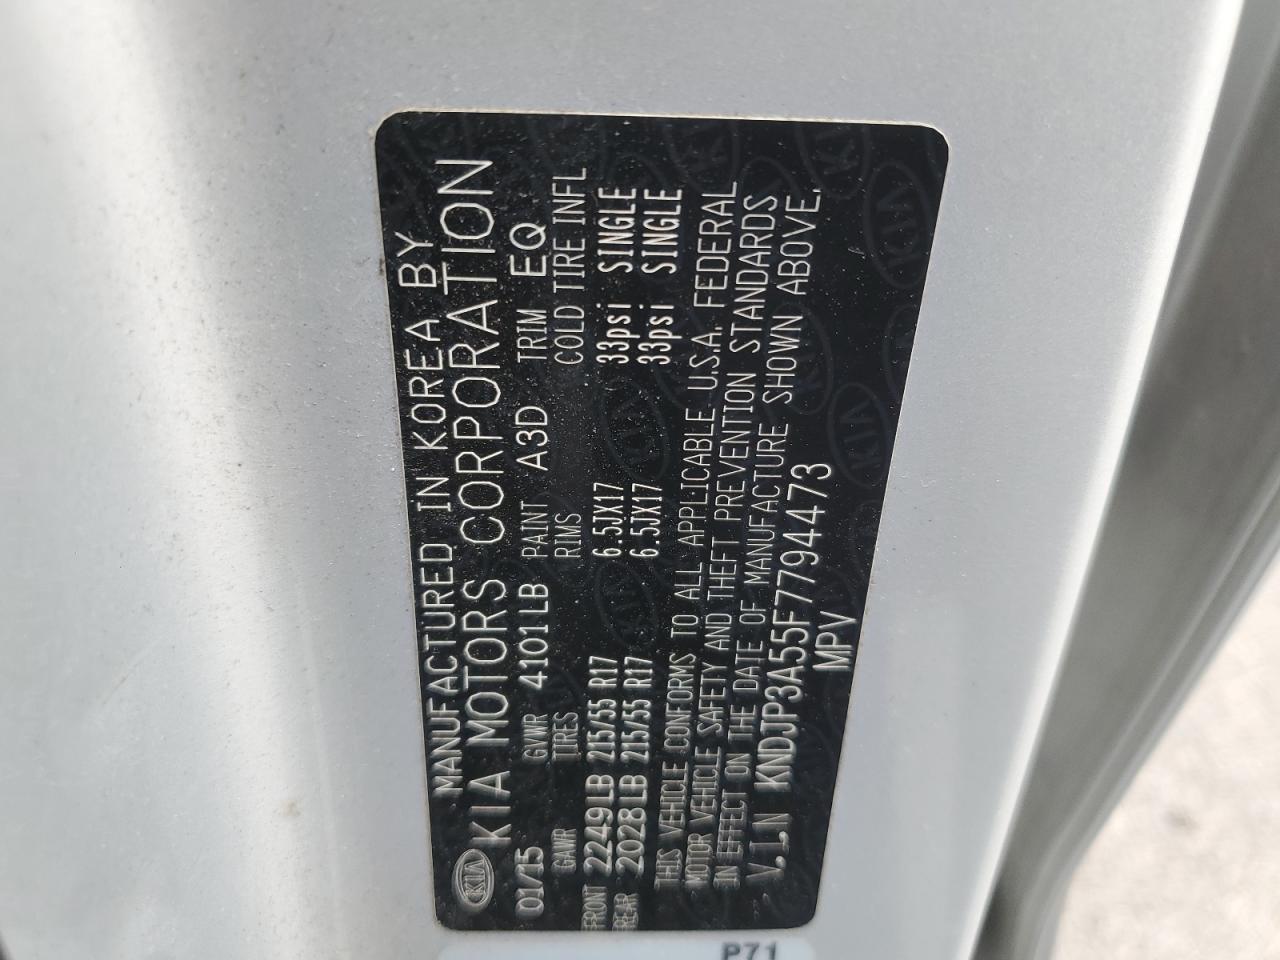 MANUFACTURED IN KOREA BY
KIA KIA MOTORS CORPORATION
01/15 GVWR 4101LB PAINT A3D TRIM EQ
GAWR TIRES RIMS COLD TIRE INFL
FRONT 2249LB 215/55 R17 6.5JX17 33psi SINGLE
REAR 2028LB 215/55 R17 6.5JX17 33psi SINGLE
THIS VEHICLE CONFORMS TO ALL APPLICABLE U.S.A. FEDERAL
MOTOR VEHICLE SAFETY AND THEFT PREVENTION STANDARDS
IN EFFECT ON THE DATE OF MANUFACTURE SHOWN ABOVE.
V.I.N KNDJP3A55F7794473
MPV
P71